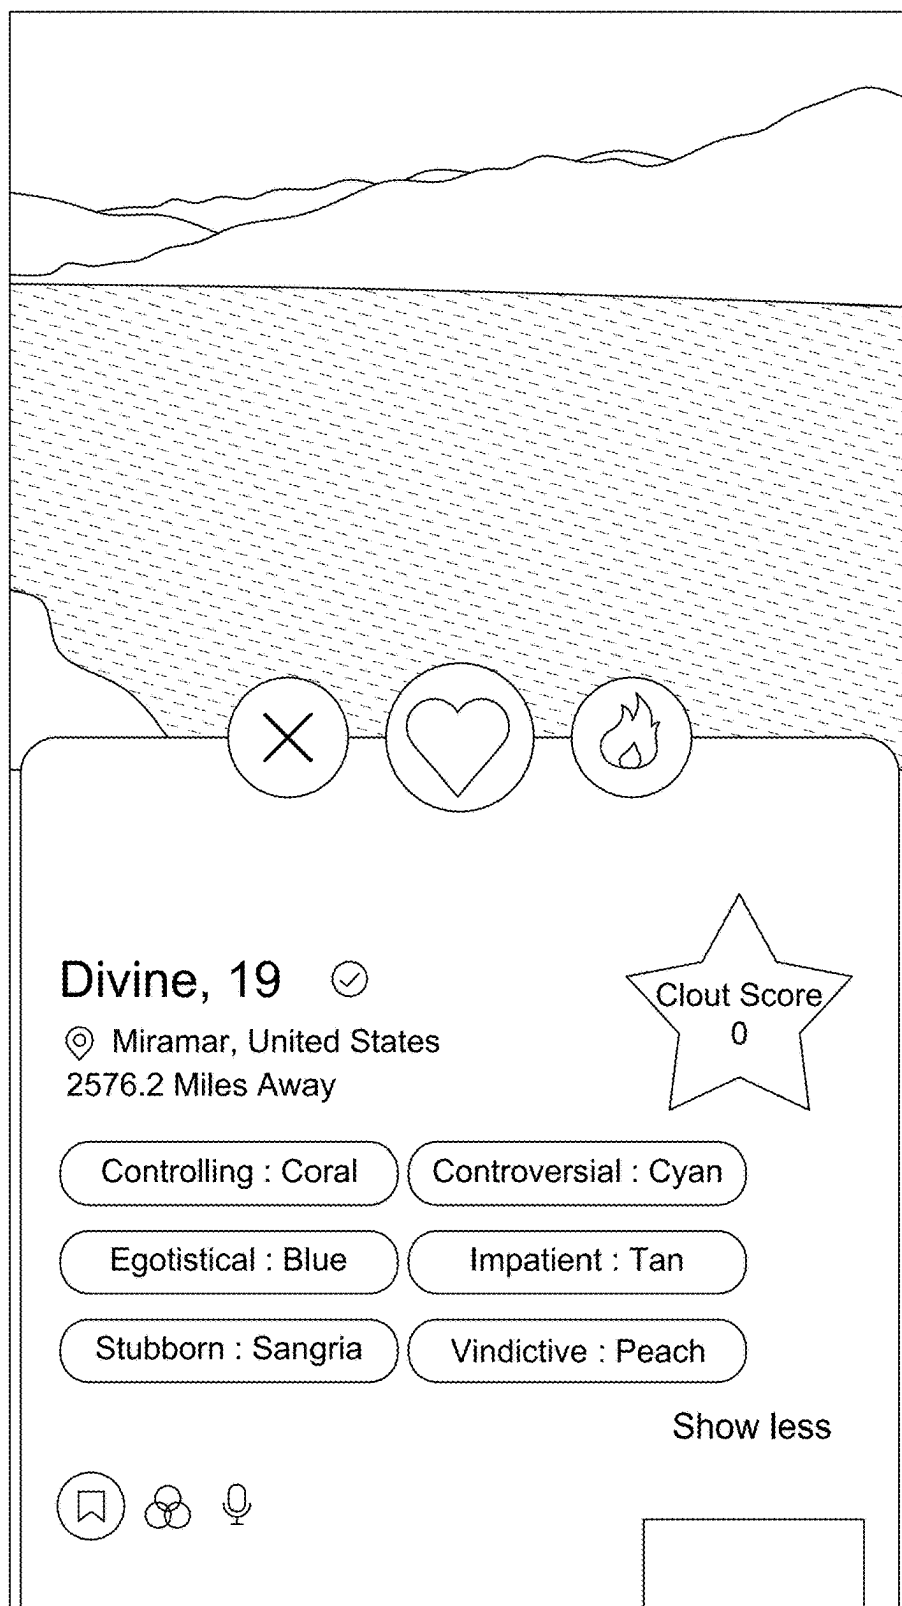 Divine, 19
Clout Score
0
Miramar, United States
2576.2 Miles Away
Controlling : Coral
Controversial : Cyan
Egotistical : Blue
Impatient : Tan
Stubborn : Sangria
Vindictive : Peach
Show less